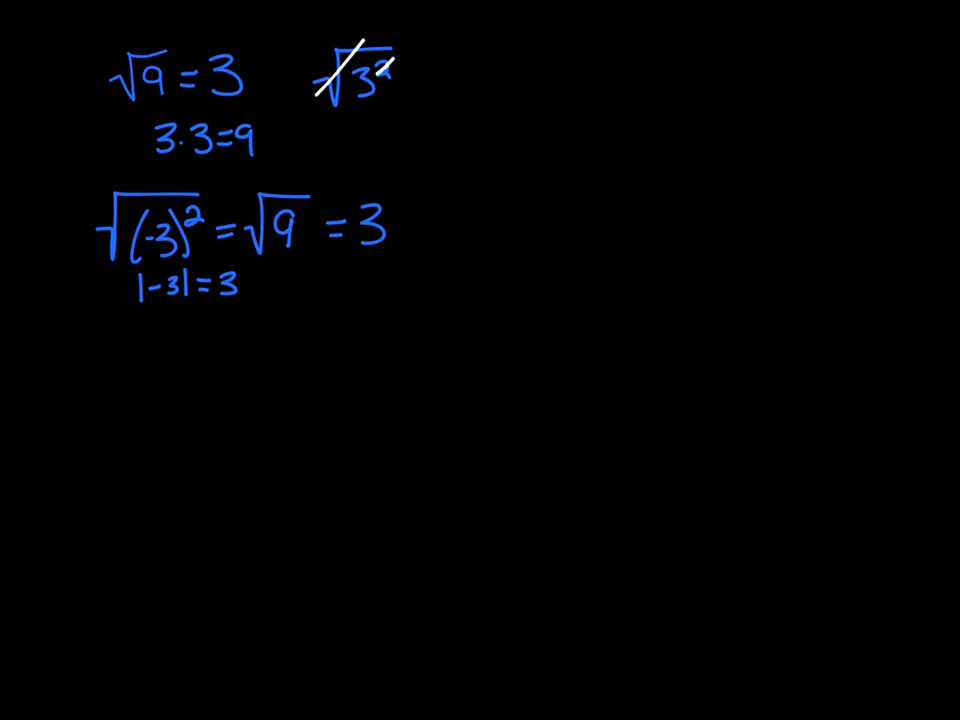 √9 = 3 √3²
3·3=9
√(-3)² = √9 = 3
|-3| = 3